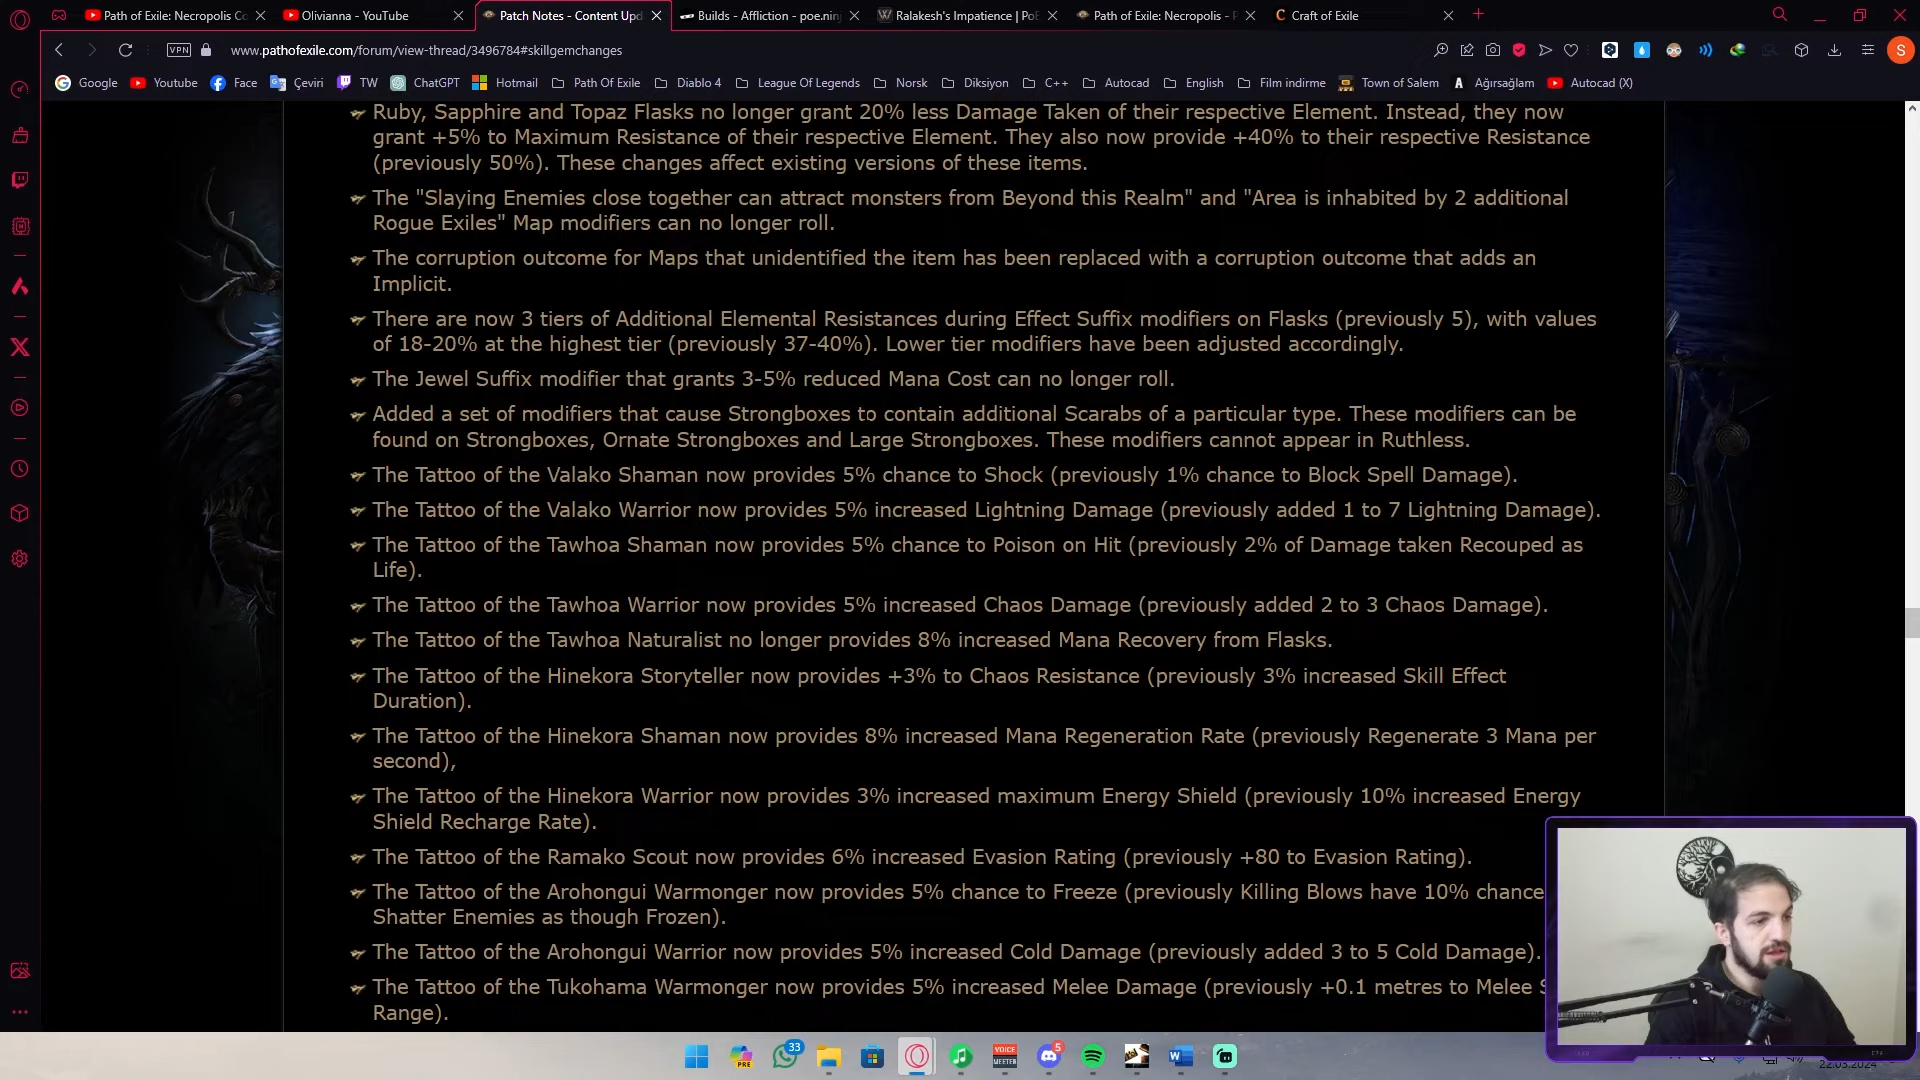 Path of Exile: Necropolis Co
Olivianna - YouTube
Patch Notes - Content Upd
Builds - Affliction - poe.ninj
Ralakesh's Impatience | PoE
Path of Exile: Necropolis - P
Craft of Exile
VPN
www.pathofexile.com/forum/view-thread/3496784#skillgemchanges
S
Google
Youtube
Face
Çeviri
TW
ChatGPT
Hotmail
Path Of Exile
Diablo 4
League Of Legends
Norsk
Diksiyon
C++
Autocad
English
Film indirme
Town of Salem
Ağırsağlam
Autocad (X)
Ruby, Sapphire and Topaz Flasks no longer grant 20% less Damage Taken of their respective Element. Instead, they now
grant +5% to Maximum Resistance of their respective Element. They also now provide +40% to their respective Resistance
(previously 50%). These changes affect existing versions of these items.
The "Slaying Enemies close together can attract monsters from Beyond this Realm" and "Area is inhabited by 2 additional
Rogue Exiles" Map modifiers can no longer roll.
The corruption outcome for Maps that unidentified the item has been replaced with a corruption outcome that adds an
Implicit.
There are now 3 tiers of Additional Elemental Resistances during Effect Suffix modifiers on Flasks (previously 5), with values
of 18-20% at the highest tier (previously 37-40%). Lower tier modifiers have been adjusted accordingly.
The Jewel Suffix modifier that grants 3-5% reduced Mana Cost can no longer roll.
Added a set of modifiers that cause Strongboxes to contain additional Scarabs of a particular type. These modifiers can be
found on Strongboxes, Ornate Strongboxes and Large Strongboxes. These modifiers cannot appear in Ruthless.
The Tattoo of the Valako Shaman now provides 5% chance to Shock (previously 1% chance to Block Spell Damage).
The Tattoo of the Valako Warrior now provides 5% increased Lightning Damage (previously added 1 to 7 Lightning Damage).
The Tattoo of the Tawhoa Shaman now provides 5% chance to Poison on Hit (previously 2% of Damage taken Recouped as
Life).
The Tattoo of the Tawhoa Warrior now provides 5% increased Chaos Damage (previously added 2 to 3 Chaos Damage).
The Tattoo of the Tawhoa Naturalist no longer provides 8% increased Mana Recovery from Flasks.
The Tattoo of the Hinekora Storyteller now provides +3% to Chaos Resistance (previously 3% increased Skill Effect
Duration).
The Tattoo of the Hinekora Shaman now provides 8% increased Mana Regeneration Rate (previously Regenerate 3 Mana per
second),
The Tattoo of the Hinekora Warrior now provides 3% increased maximum Energy Shield (previously 10% increased Energy
Shield Recharge Rate).
The Tattoo of the Ramako Scout now provides 6% increased Evasion Rating (previously +80 to Evasion Rating).
The Tattoo of the Arohongui Warmonger now provides 5% chance to Freeze (previously Killing Blows have 10% chance
Shatter Enemies as though Frozen).
The Tattoo of the Arohongui Warrior now provides 5% increased Cold Damage (previously added 3 to 5 Cold Damage).
The Tattoo of the Tukohama Warmonger now provides 5% increased Melee Damage (previously +0.1 metres to Melee S
Range).
PRE
33
VOICE
MEETER
5
22.03.2024